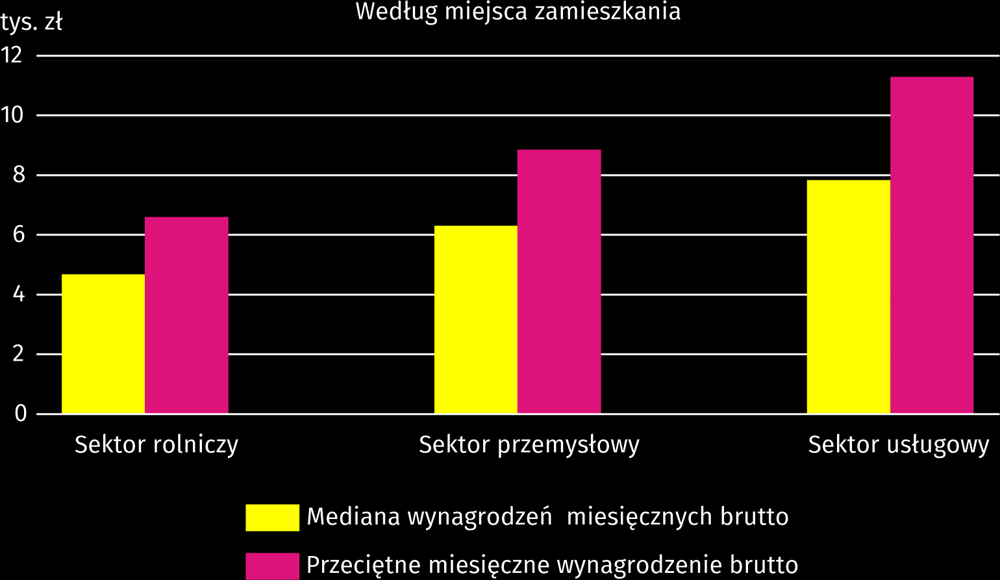 Według miejsca zamieszkania
tys. zł
12
10
8
6
4
2
0
Sektor rolniczy
Sektor przemysłowy
Sektor usługowy
Mediana wynagrodzeń miesięcznych brutto
Przeciętne miesięczne wynagrodzenie brutto